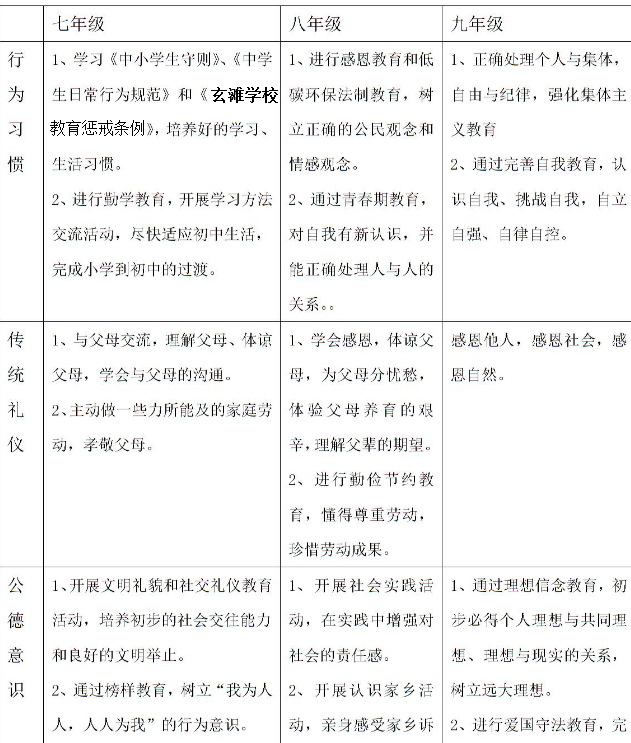 七年级
八年级
九年级
行为习惯
1、学习《中小学生守则》、《中学
生日常行为规范》和《玄滩学校
教育惩戒条例》，培养好的学习、
生活习惯。
2、进行勤学教育，开展学习方法
交流活动，尽快适应初中生活，
完成小学到初中的过渡。
1、进行感恩教育和低
碳环保法制教育，树
立正确的公民观念和
情感观念。
2、通过青春期教育，
对自我有新认识，并
能正确处理人与人的
关系。。
1、正确处理个人与集体，
自由与纪律，强化集体主
义教育
2、通过完善自我教育，认
识自我、挑战自我，自立
自强、自律自控。
传统礼仪
1、与父母交流，理解父母、体谅
父母，学会与父母的沟通。
2、主动做一些力所能及的家庭劳
动，孝敬父母。
1、学会感恩，体谅父
母，为父母分忧愁，
体验父母养育的艰
辛，理解父辈的期望。
2、进行勤俭节约教
育，懂得尊重劳动，
珍惜劳动成果。
感恩他人，感恩社会，感
恩自然。
公德意识
1、开展文明礼貌和社交礼仪教育
活动，培养初步的社会交往能力
和良好的文明举止。
2、通过榜样教育，树立“我为人
人，人人为我”的行为意识。
1、开展社会实践活
动，在实践中增强对
社会的责任感。
2、开展认识家乡活
动，亲身感受家乡诉
1、通过理想信念教育，初
步必得个人理想与共同理
想、理想与现实的关系，
树立远大理想。
2、进行爱国守法教育，完